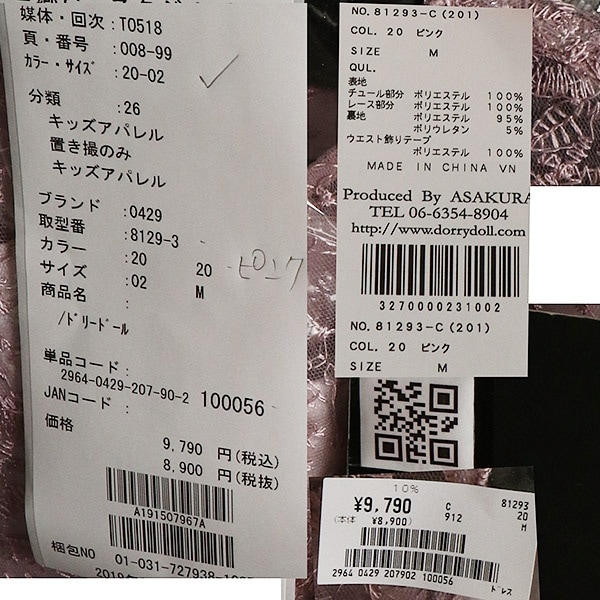 媒体・回次 : T0518
頁・番号 : 008-99
カラー・サイズ : 20-02
分類 : 26
キッズアパレル
置き撮のみ
キッズアパレル
ブランド : 0429
取型番 : 8129-3
カラー : 20 20 ピンク
サイズ : 02 M
商品名 :
/ドリードール
単品コード :
2964-0429-207-90-2 100056
JANコード :
価格
9,790 円(税込)
8,900 円(税抜)
A191507967A
梱包NO 01-031-727938-
NO. 81293-C (201)
COL. 20 ピンク
SIZE M
QUL.
表地
チュール部分 ポリエステル 100%
レース部分 ポリエステル 100%
裏地 ポリエステル 95%
ポリウレタン 5%
ウエスト飾りテープ
ポリエステル 100%
MADE IN CHINA VN
Produced By ASAKURA
TEL 06-6354-8904
http://www.dorrydoll.com
3270000231002
NO. 81293-C (201)
COL. 20 ピンク
SIZE M
10%
¥9,790 C 81293
(本体 ¥8,900) 912 20
M
2964 0429 207902 100056
ドレス